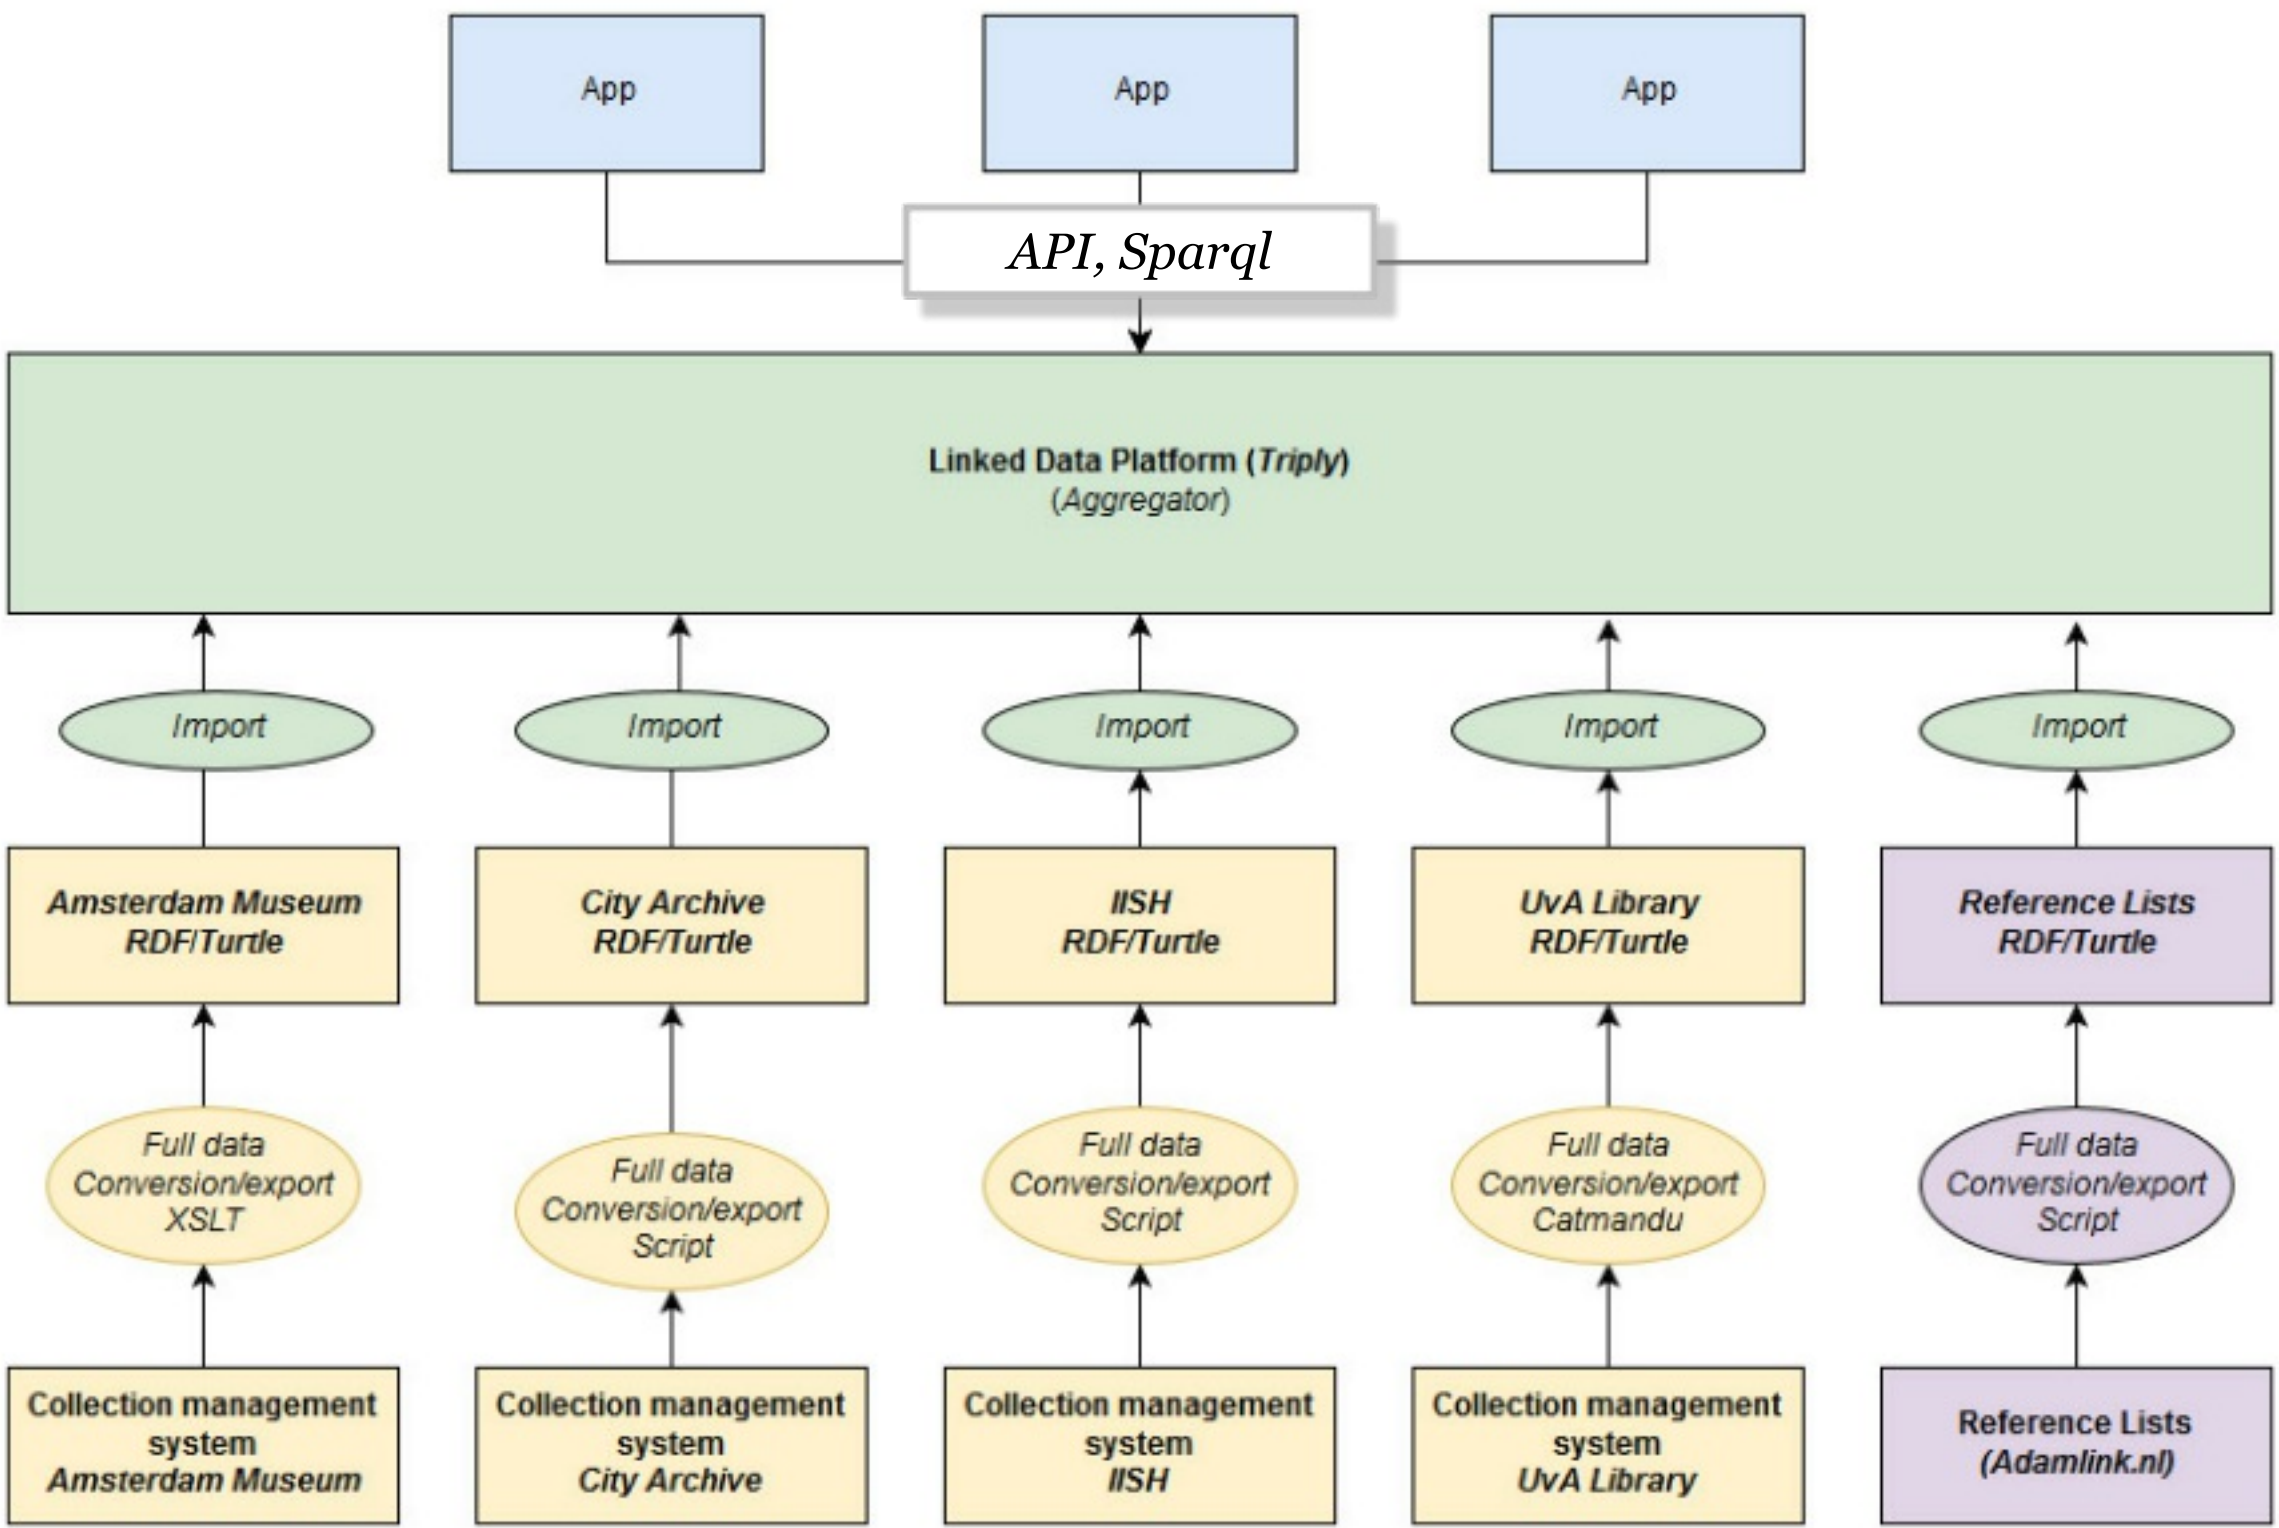 App
App
App
API, Sparql
Linked Data Platform (Triply)
(Aggregator)
Import
Import
Import
Import
Import
Amsterdam Museum
RDF/Turtle
City Archive
RDF/Turtle
IISH
RDF/Turtle
UvA Library
RDF/Turtle
Reference Lists
RDF/Turtle
Full data
Conversion/export
XSLT
Full data
Conversion/export
Script
Full data
Conversion/export
Script
Full data
Conversion/export
Catmandu
Full data
Conversion/export
Script
Collection management
system
Amsterdam Museum
Collection management
system
City Archive
Collection management
system
IISH
Collection management
system
UvA Library
Reference Lists
(Adamlink.nl)